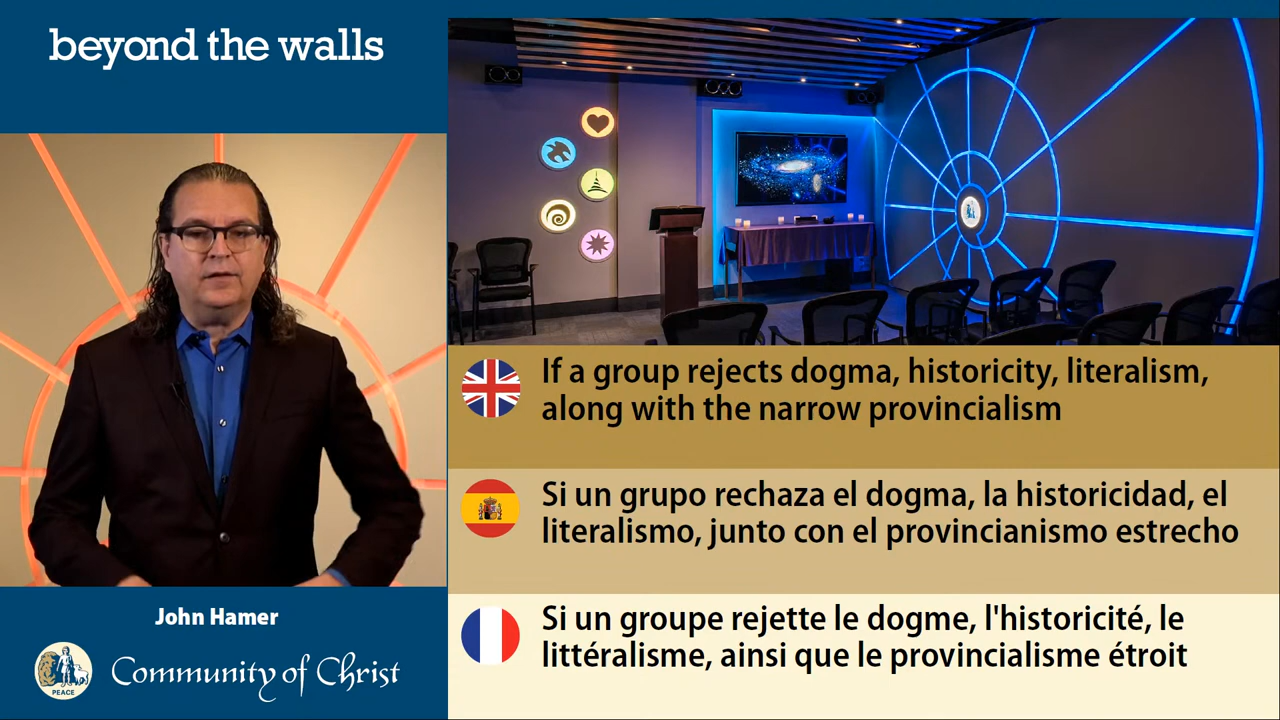 beyond the walls
If a group rejects dogma, historicity, literalism,
along with the narrow provincialism
Si un grupo rechaza el dogma, la historicidad, el
literalismo, junto con el provincianismo estrecho
Si un groupe rejette le dogme, l'historicité, le
littéralisme, ainsi que le provincialisme étroit
John Hamer
PEACE
Community of Christ